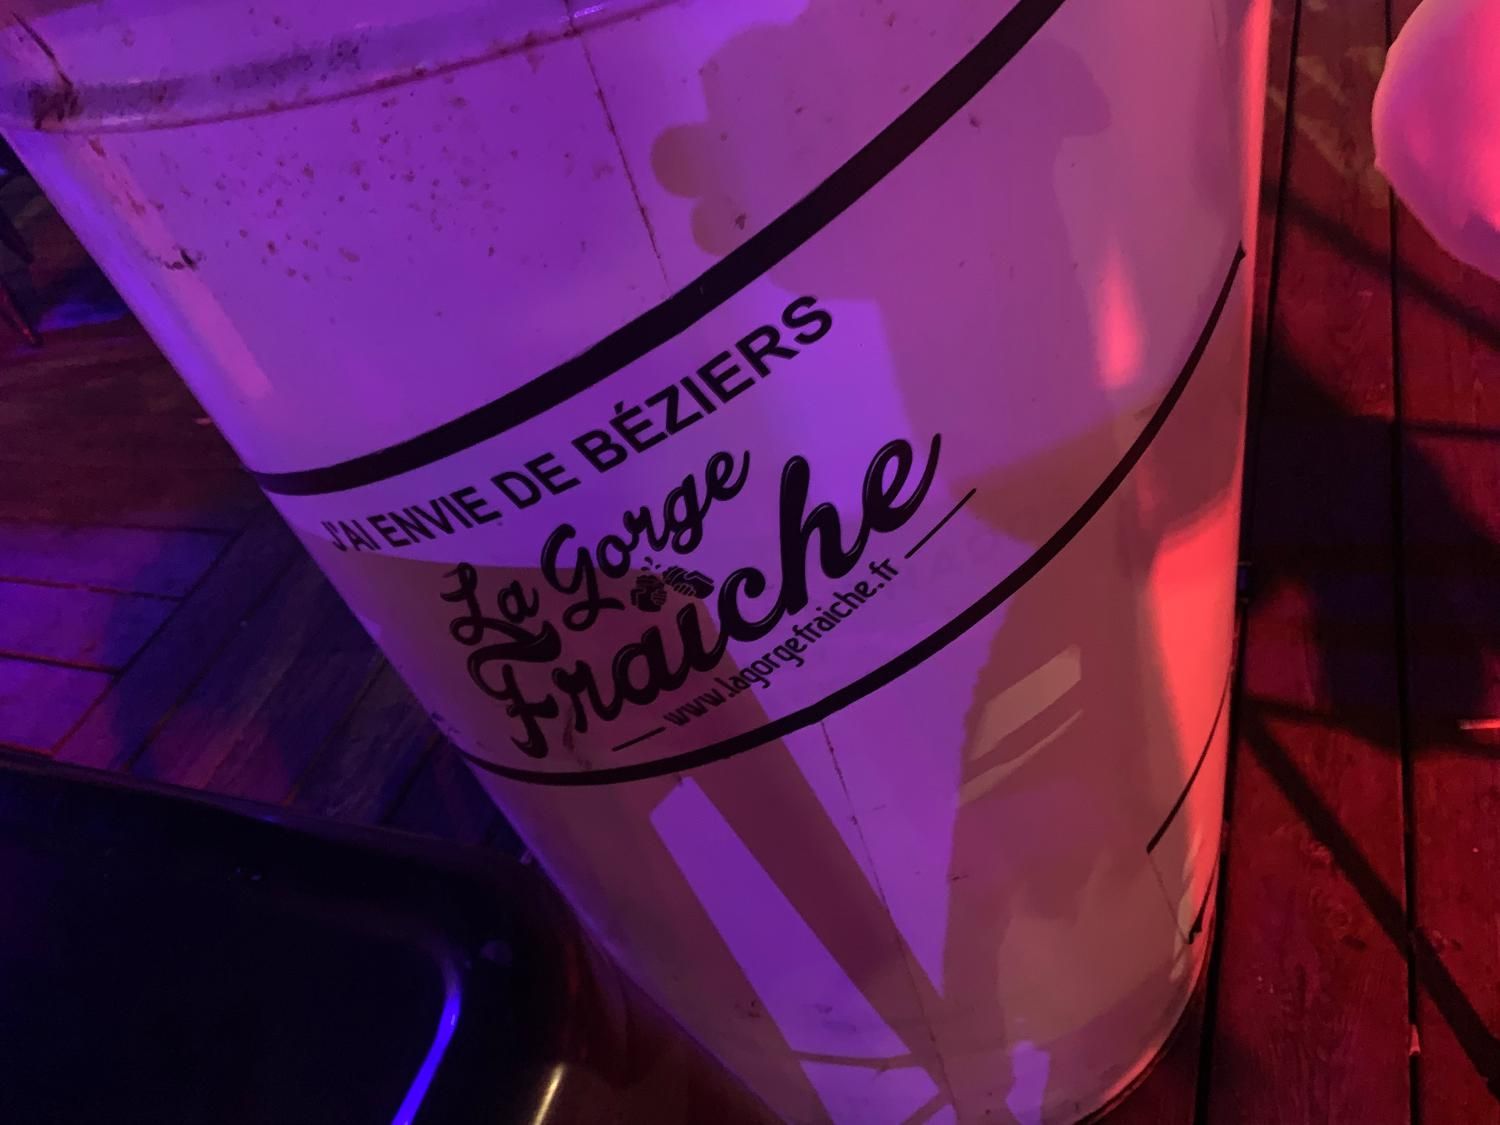 J'AI ENVIE DE BÉZIERS
La Gorge
Fraiche
www.lagorgefraiche.fr